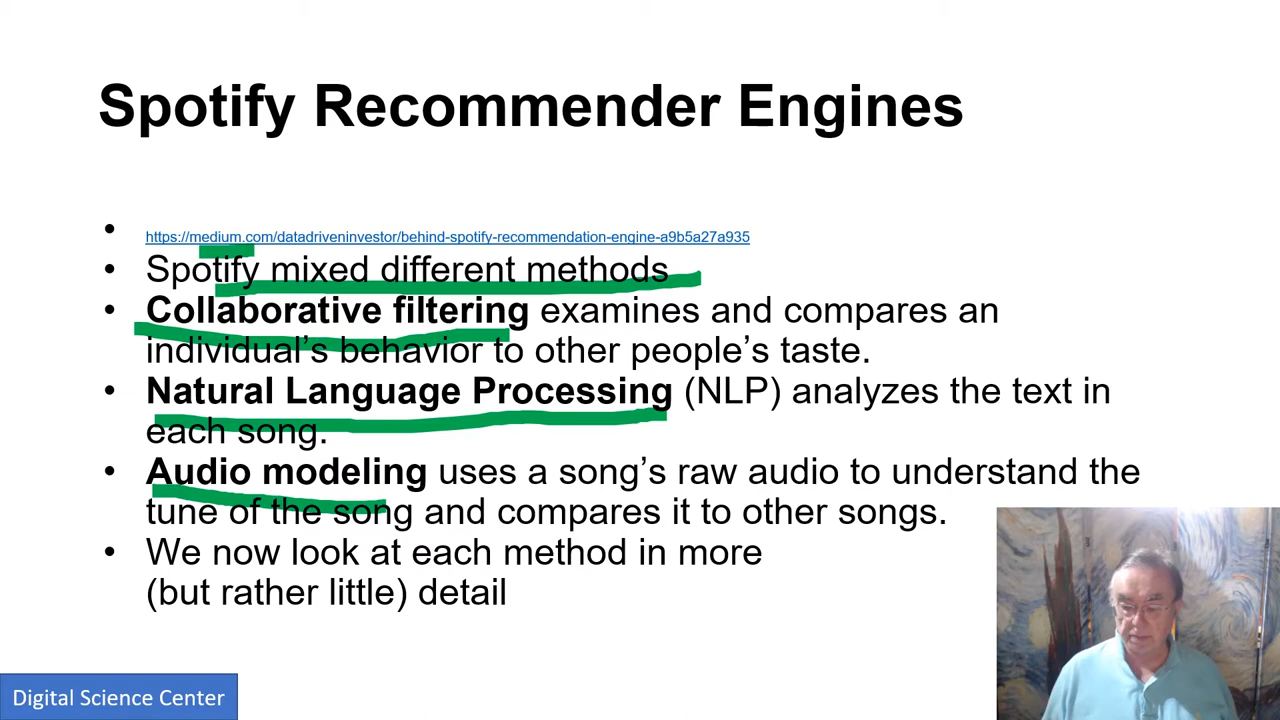 Spotify Recommender Engines
• https://medium.com/datadriveninvestor/behind-spotify-recommendation-engine-a9b5a27a935
• Spotify mixed different methods
• Collaborative filtering examines and compares an
individual’s behavior to other people’s taste.
• Natural Language Processing (NLP) analyzes the text in
each song.
• Audio modeling uses a song’s raw audio to understand the
tune of the song and compares it to other songs.
• We now look at each method in more
(but rather little) detail
Digital Science Center